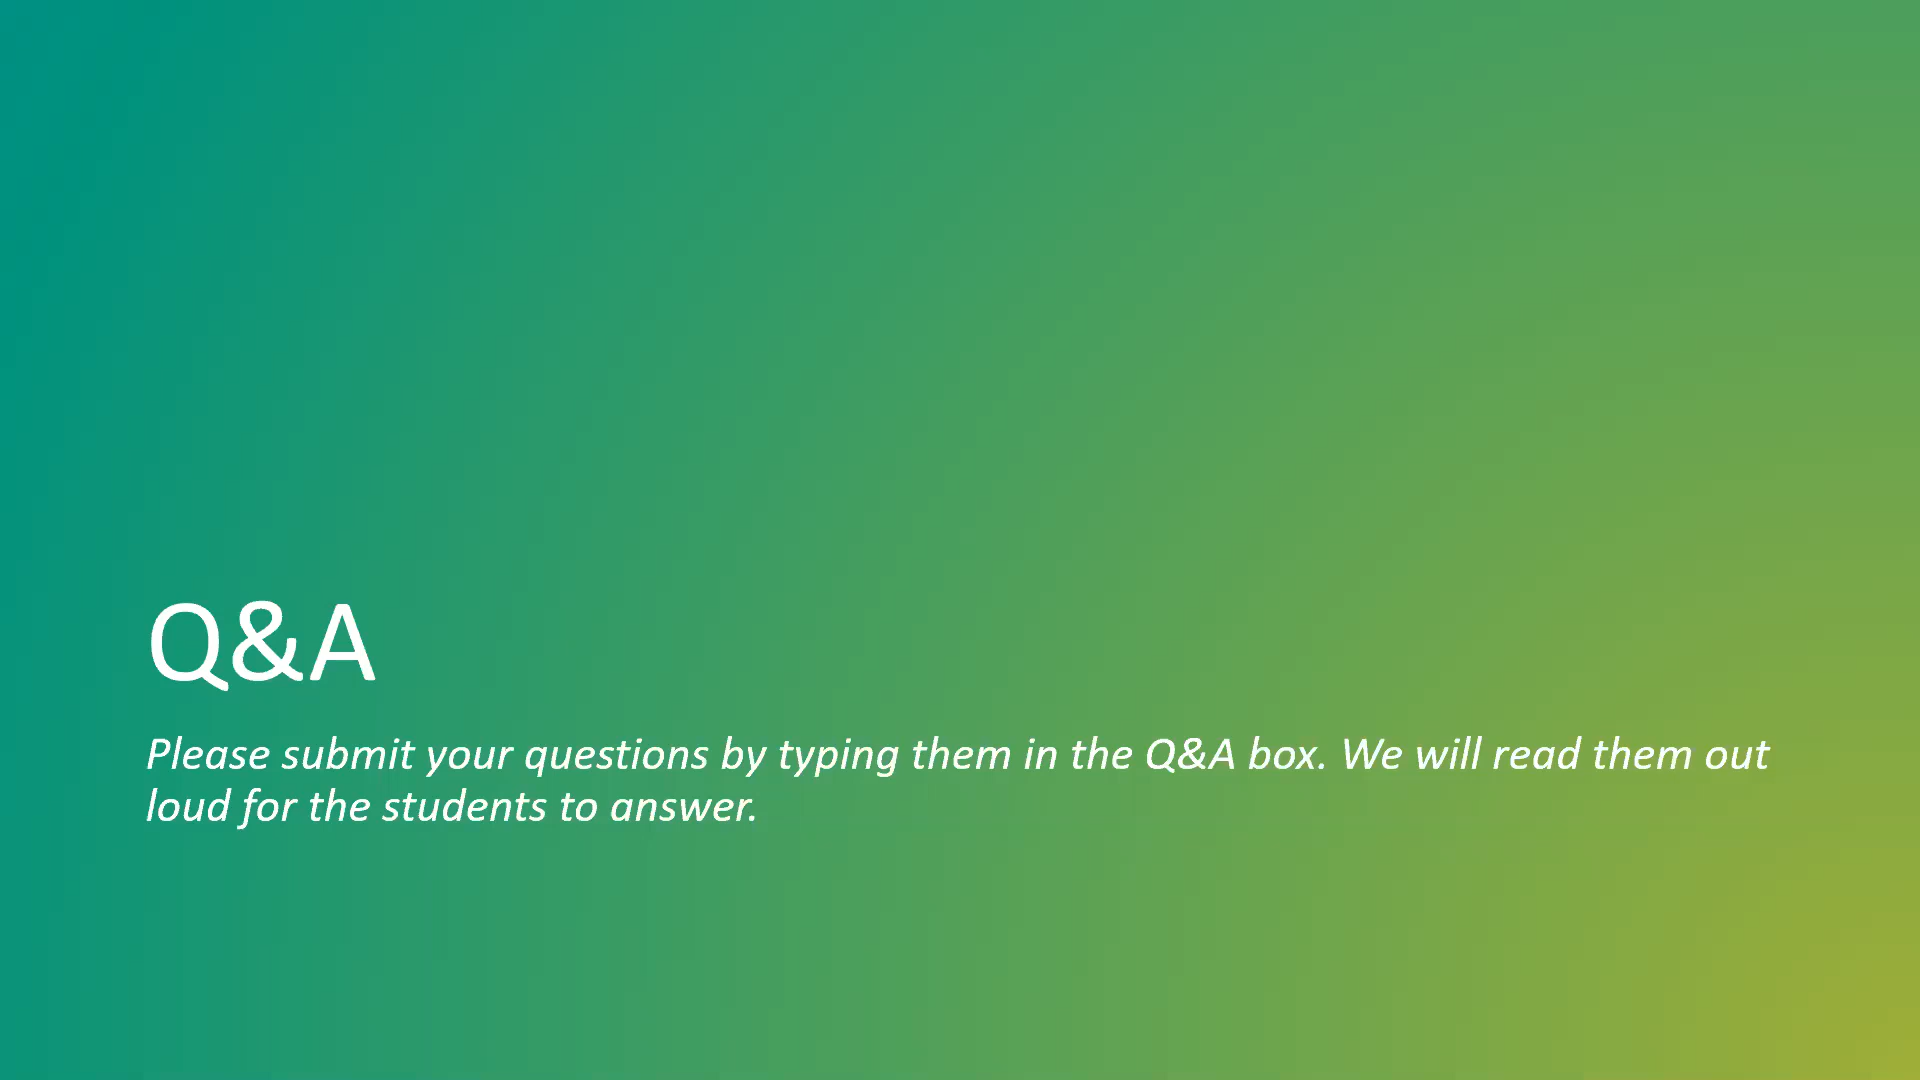 Q&A
Please submit your questions by typing them in the Q&A box. We will read them out
loud for the students to answer.